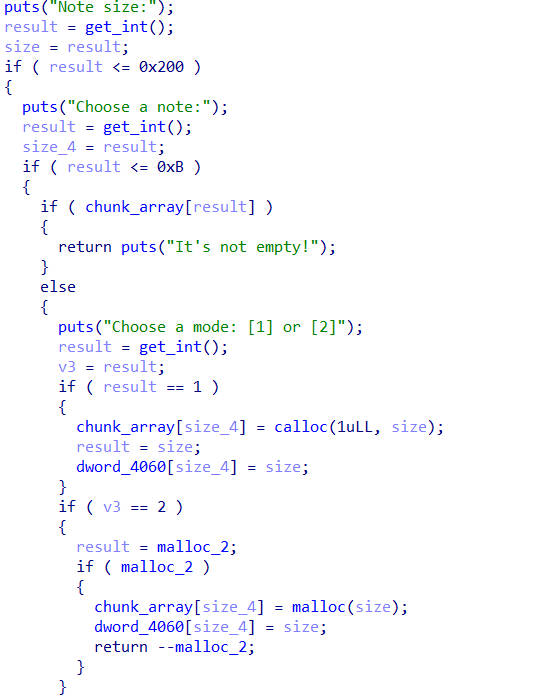 puts("Note size:");
result = get_int();
size = result;
if ( result <= 0x200 )
{
puts("Choose a note:");
result = get_int();
size_4 = result;
if ( result <= 0xB )
{
if ( chunk_array[result] )
{
return puts("It's not empty!");
}
else
{
puts("Choose a mode: [1] or [2]");
result = get_int();
v3 = result;
if ( result == 1 )
{
chunk_array[size_4] = calloc(1uLL, size);
result = size;
dword_4060[size_4] = size;
}
if ( v3 == 2 )
{
result = malloc_2;
if ( malloc_2 )
{
chunk_array[size_4] = malloc(size);
dword_4060[size_4] = size;
return --malloc_2;
}
}